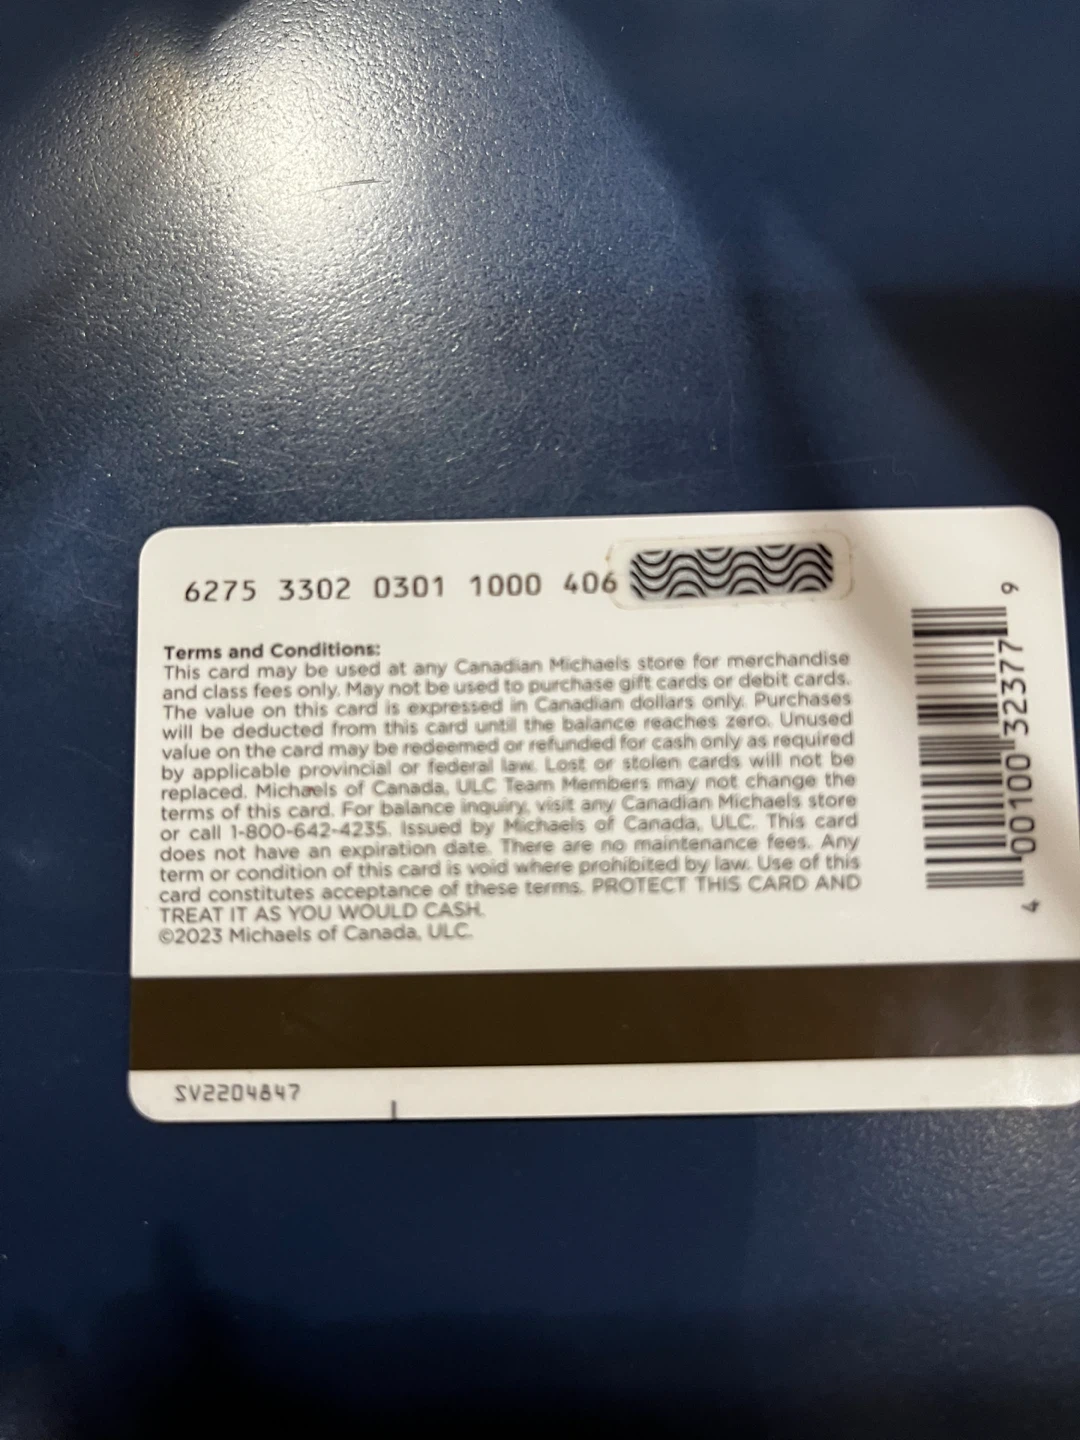 6275 3302 0301 1000 406
Terms and Conditions:
This card may be used at any Canadian Michaels store for merchandise
and class fees only. May not be used to purchase gift cards or debit cards.
The value on this card is expressed in Canadian dollars only. Purchases
will be deducted from this card until the balance reaches zero. Unused
value on the card may be redeemed or refunded for cash only as required
by applicable provincial or federal law. Lost or stolen cards will not be
replaced. Michaels of Canada, ULC Team Members may not change the
terms of this card. For balance inquiry, visit any Canadian Michaels store
or call 1-800-642-4235. Issued by Michaels of Canada, ULC. This card
does not have an expiration date. There are no maintenance fees. Any
term or condition of this card is void where prohibited by law. Use of this
card constitutes acceptance of these terms. PROTECT THIS CARD AND
TREAT IT AS YOU WOULD CASH.
©2023 Michaels of Canada, ULC.
4 00100 32377 9
SV2204847